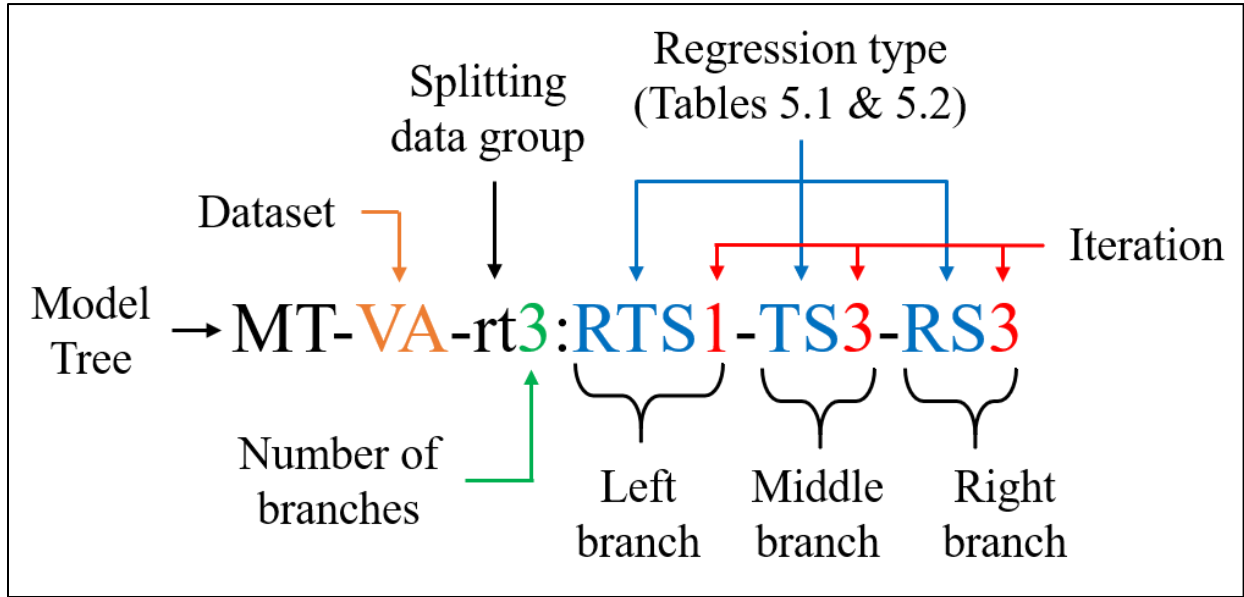 Regression type
(Tables 5.1 & 5.2)
Splitting
data group
Dataset
Iteration
Model
Tree
MT-VA-rt3:RTS1-TS3-RS3
Number of
branches
Left
branch
Middle
branch
Right
branch